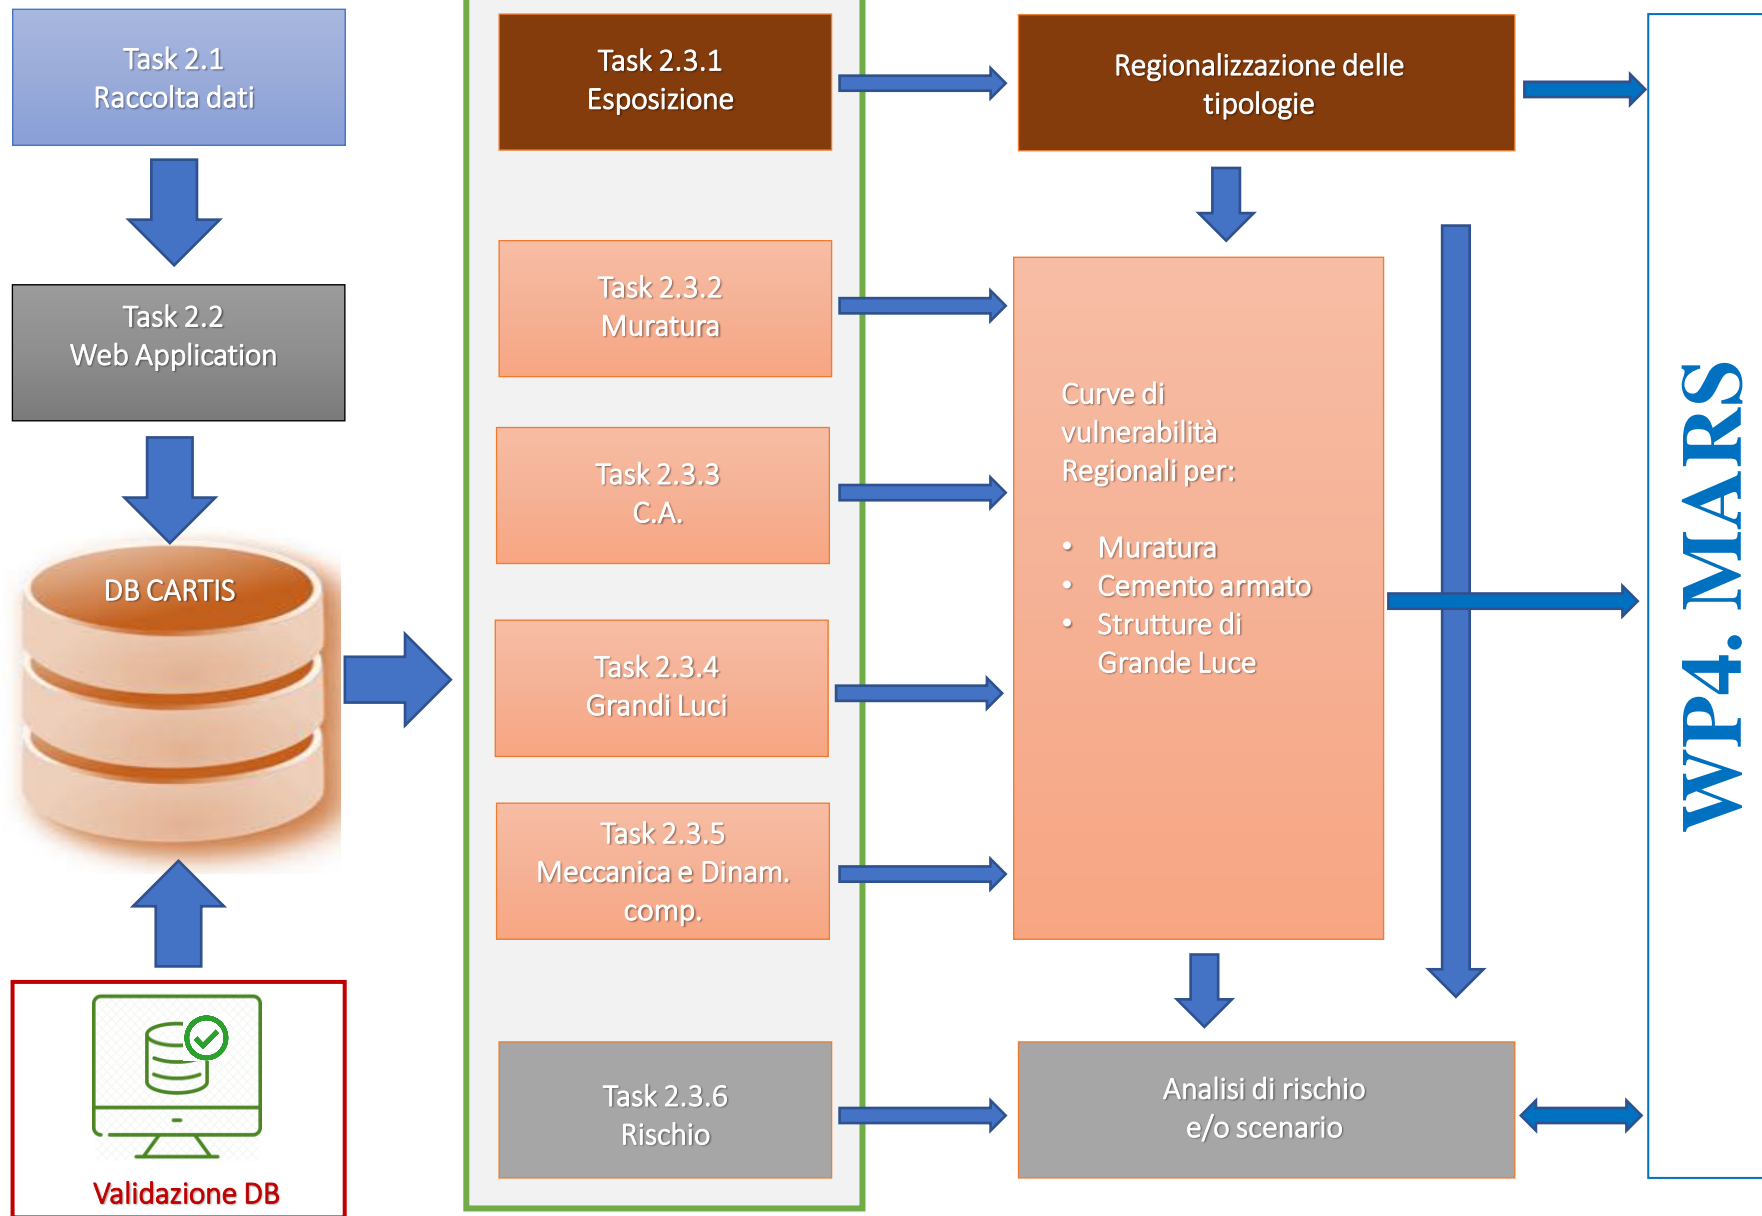 Task 2.1
Raccolta dati
Task 2.2
Web Application
DB CARTIS
Validazione DB
Task 2.3.1
Esposizione
Task 2.3.2
Muratura
Task 2.3.3
C.A.
Task 2.3.4
Grandi Luci
Task 2.3.5
Meccanica e Dinam.
comp.
Task 2.3.6
Rischio
Regionalizzazione delle
tipologie
Curve di
vulnerabilità
Regionali per:
• Muratura
• Cemento armato
• Strutture di
Grande Luce
Analisi di rischio
e/o scenario
WP4. MARS